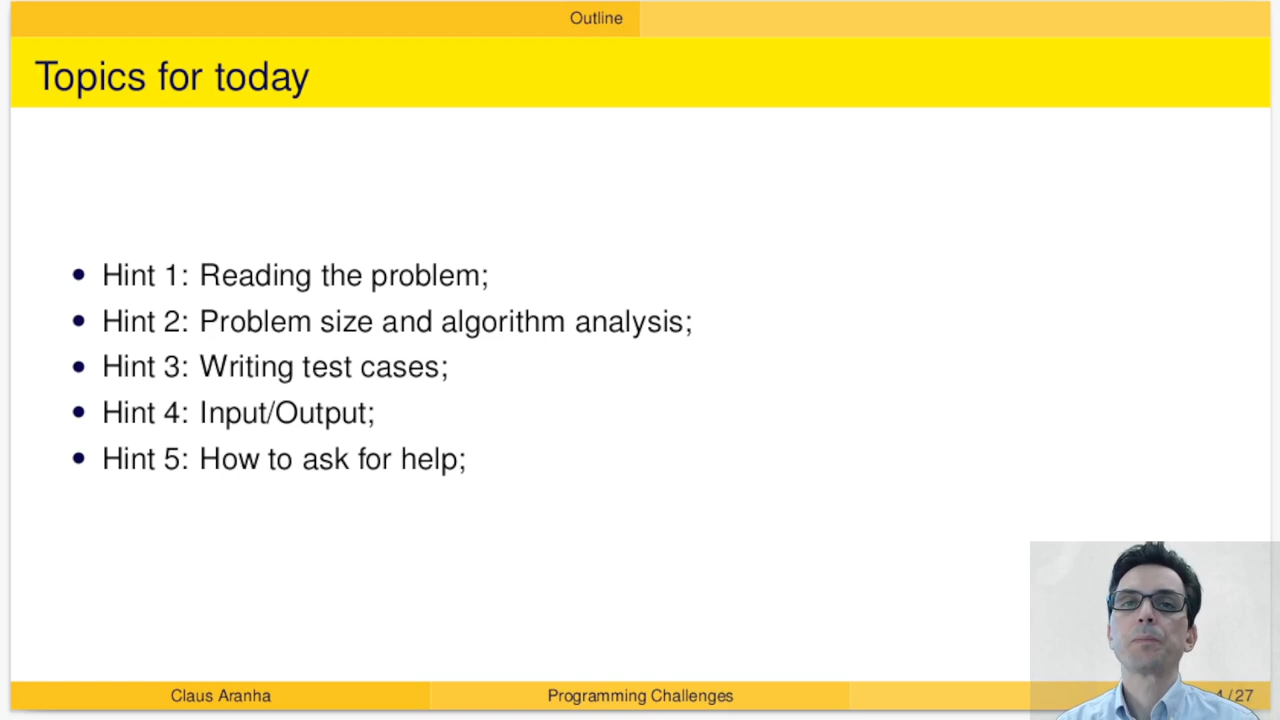 Outline
Topics for today
• Hint 1: Reading the problem;
• Hint 2: Problem size and algorithm analysis;
• Hint 3: Writing test cases;
• Hint 4: Input/Output;
• Hint 5: How to ask for help;
Claus Aranha
Programming Challenges
/ 27